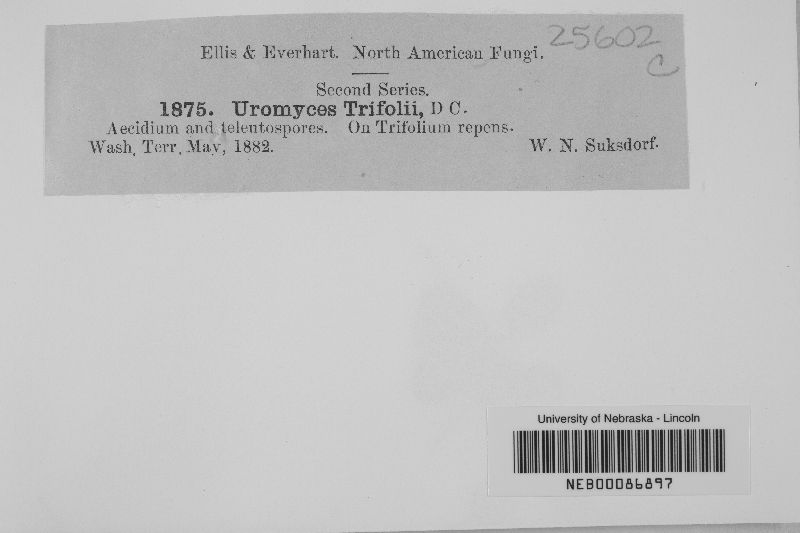 25602
C
Ellis & Everhart. North American Fungi.
Second Series.
1875. Uromyces Trifolii, D C.
Aecidium and teleutospores. On Trifolium repens.
Wash, Terr, May, 1882. W. N. Suksdorf.
University of Nebraska - Lincoln
NEB00086897